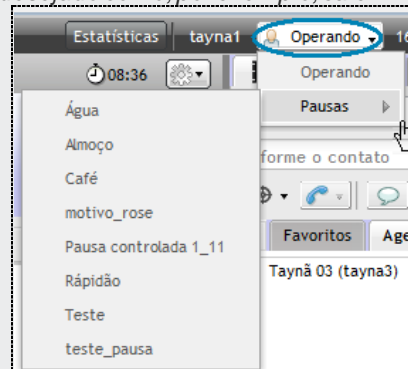 Estatísticas tayna1 Operando
08:36
Operando
Pausas
Água
Almoço
Café
motivo_rose
Pausa controlada 1_11
Rápidão
Teste
teste_pausa
forme o contato
Favoritos Age
Taynã 03 (tayna3)